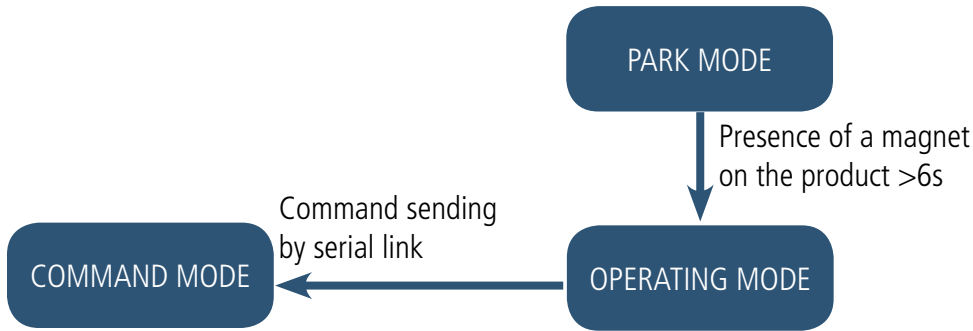 PARK MODE
Presence of a magnet
on the product >6s
Command sending
by serial link
COMMAND MODE
OPERATING MODE